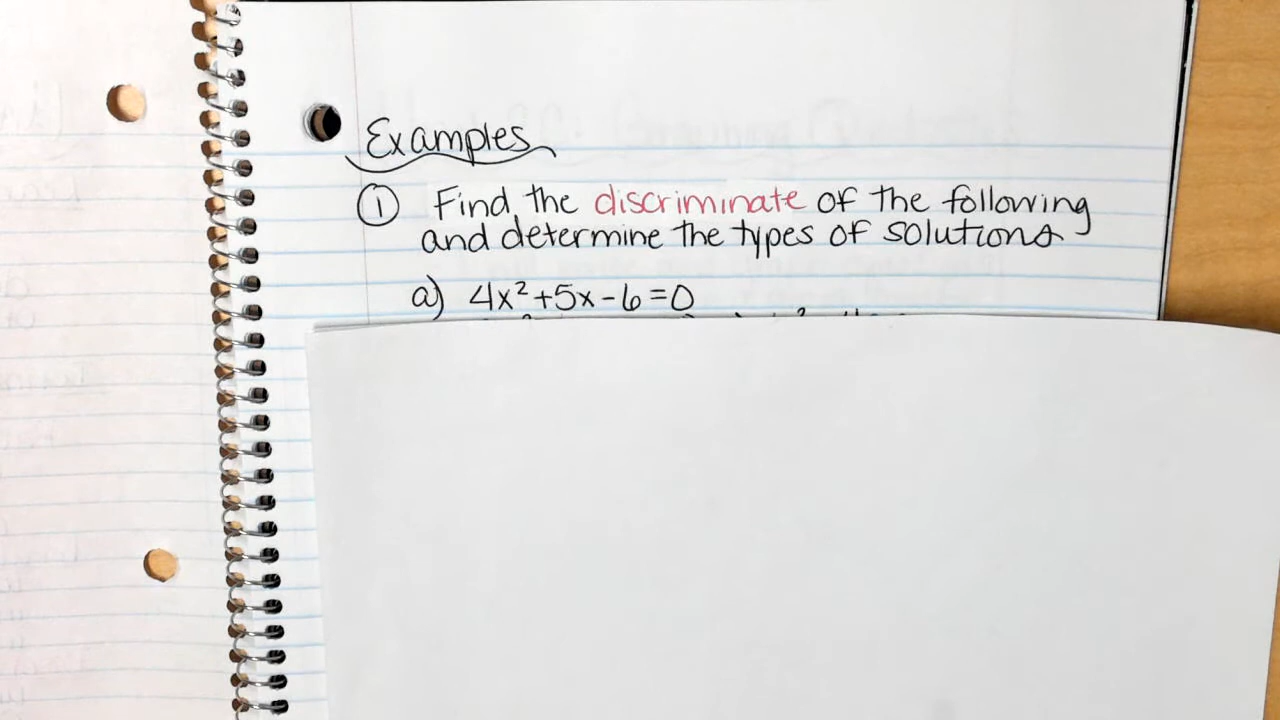 Examples
① Find the discriminate of the following
and determine the types of solutions
a) 4x²+5x-6=0